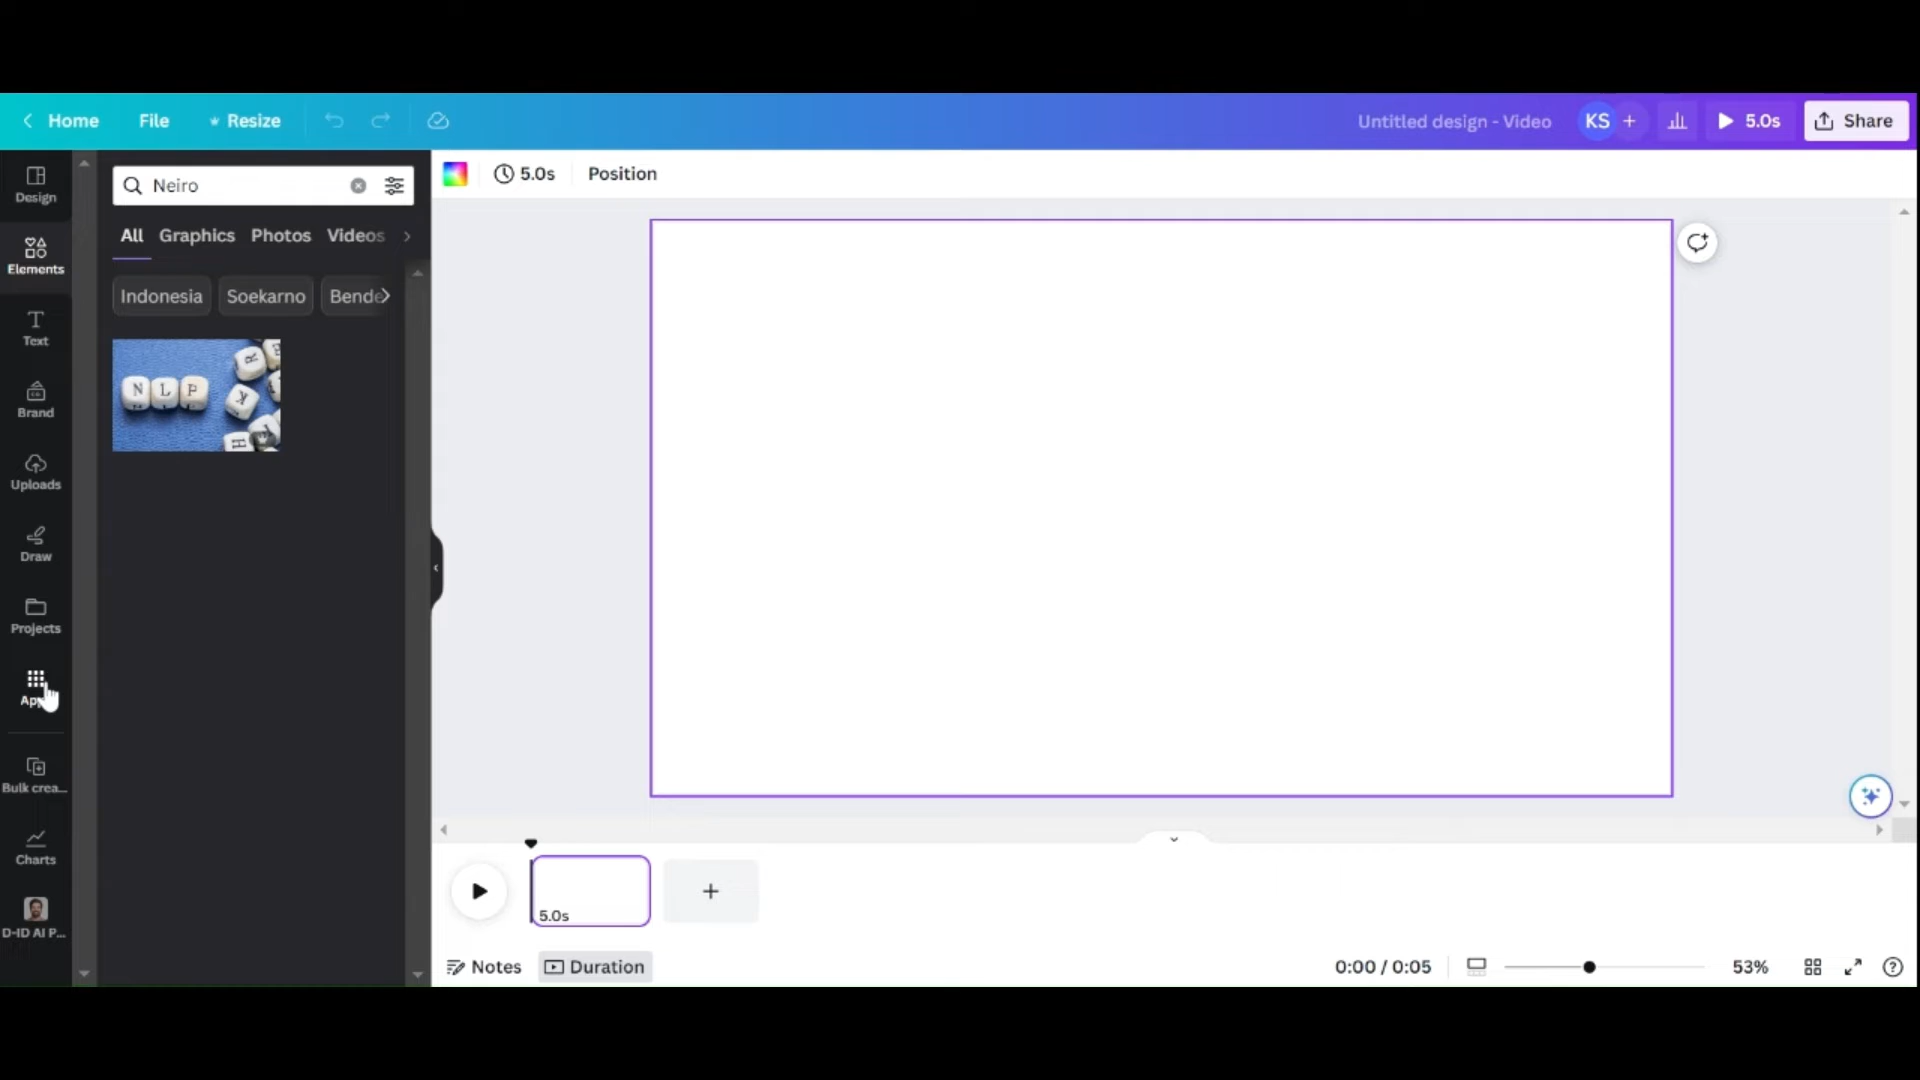 Home File Resize Untitled design - Video KS + 5.0s Share
Design
Elements
Text
Brand
Uploads
Draw
Projects
Bulk crea...
Charts
D-ID AI P...
Neiro
All Graphics Photos Videos
Indonesia Soekarno Bende
N L P
R
K
H
5.0s Position
5.0s
Notes Duration 0:00 / 0:05 53%